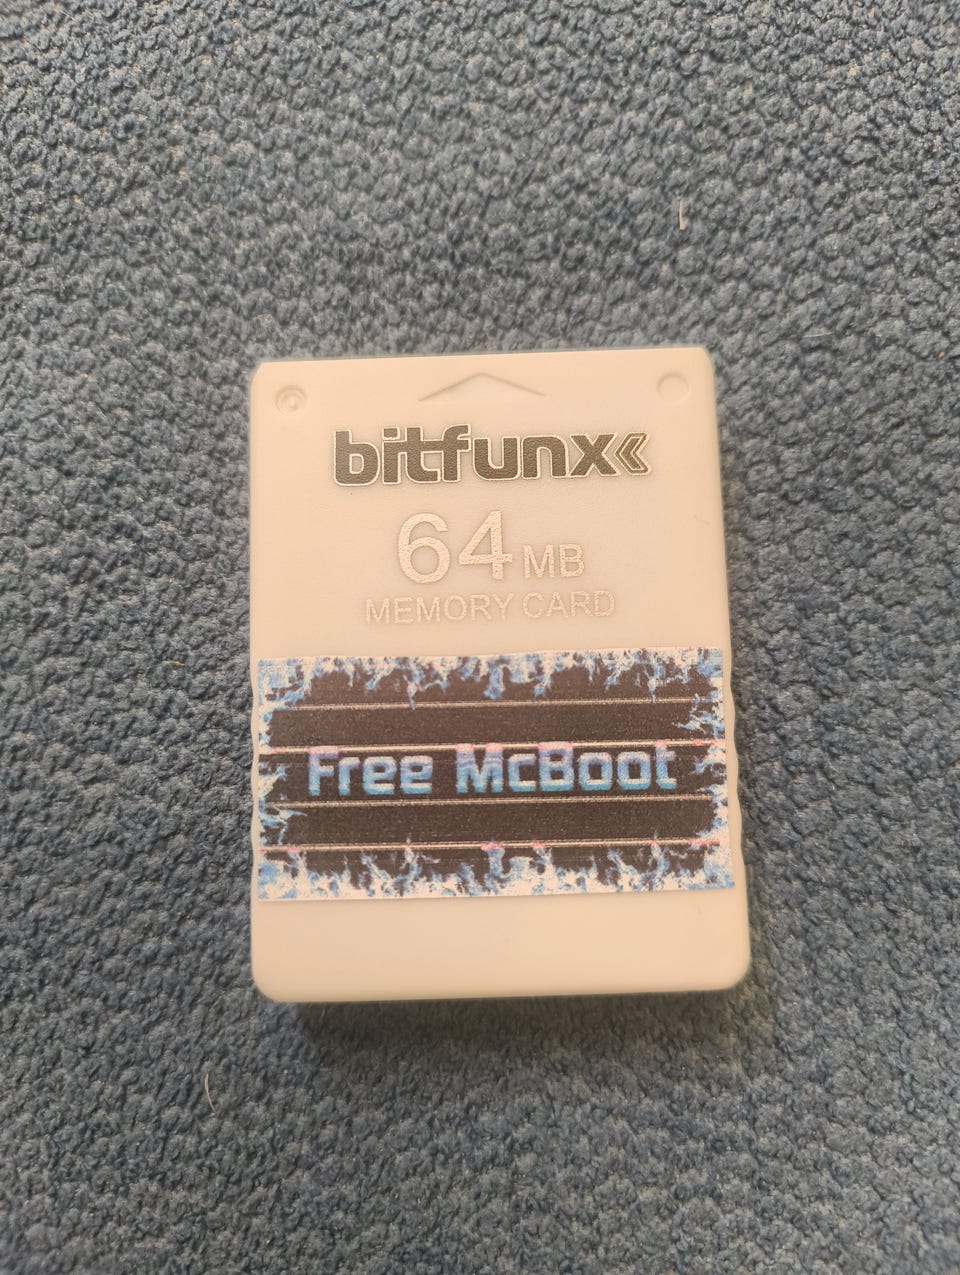 bitfunx
64 MB
MEMORY CARD
Free McBoot